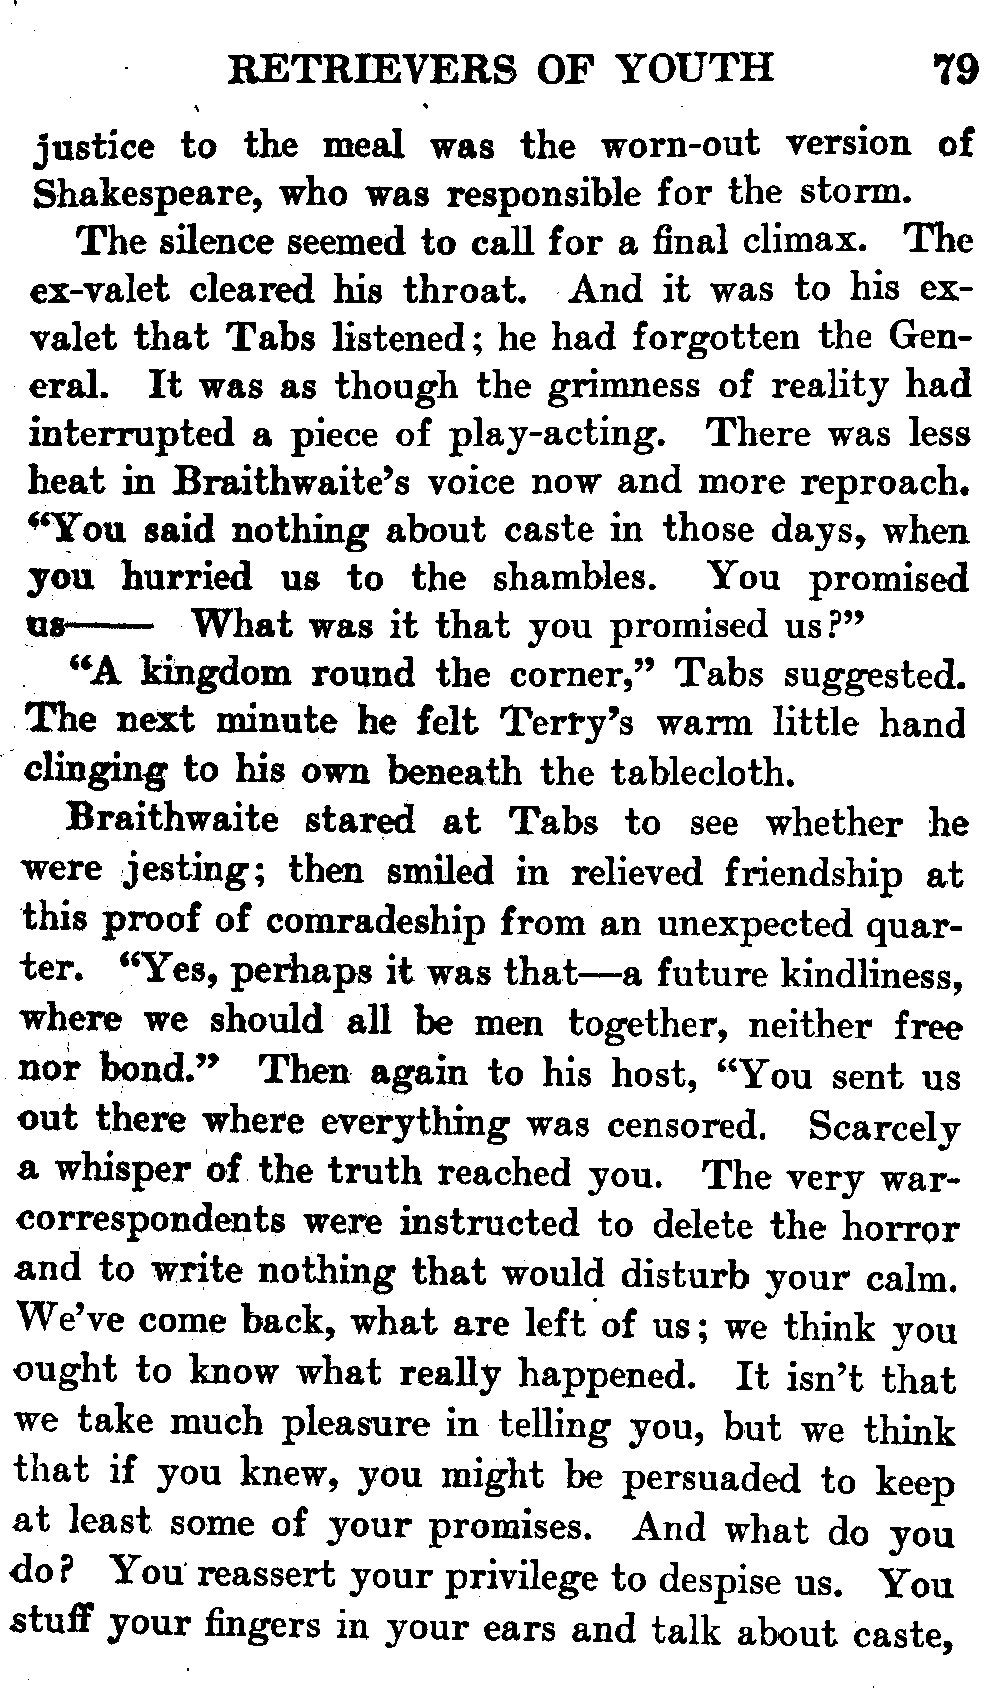 RETRIEVERS OF YOUTH 79
justice to the meal was the worn-out version of
Shakespeare, who was responsible for the storm.
The silence seemed to call for a final climax. The
ex-valet cleared his throat. And it was to his ex-
valet that Tabs listened; he had forgotten the Gen-
eral. It was as though the grimness of reality had
interrupted a piece of play-acting. There was less
heat in Braithwaite's voice now and more reproach.
"You said nothing about caste in those days, when
you hurried us to the shambles. You promised
us—— What was it that you promised us?"
"A kingdom round the corner," Tabs suggested.
The next minute he felt Terry's warm little hand
clinging to his own beneath the tablecloth.
Braithwaite stared at Tabs to see whether he
were jesting; then smiled in relieved friendship at
this proof of comradeship from an unexpected quar-
ter. "Yes, perhaps it was that—a future kindliness,
where we should all be men together, neither free
nor bond." Then again to his host, "You sent us
out there where everything was censored. Scarcely
a whisper of the truth reached you. The very war-
correspondents were instructed to delete the horror
and to write nothing that would disturb your calm.
We've come back, what are left of us; we think you
ought to know what really happened. It isn't that
we take much pleasure in telling you, but we think
that if you knew, you might be persuaded to keep
at least some of your promises. And what do you
do? You reassert your privilege to despise us. You
stuff your fingers in your ears and talk about caste,